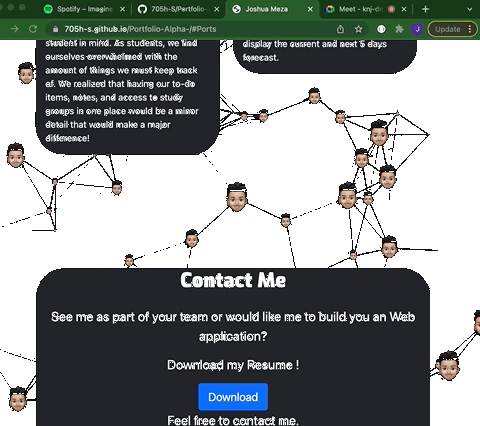 Spotify – Imagine
705h-S/Portfolio-
Joshua Meza
Meet – knj-d
705h-s.github.io/Portfolio-Alpha-/#Ports
Update
student in mind. As students, we find
ourselves overwhelmed with the
amount of things we must keep track
of. We realized that having our to-do
items, notes, and access to study
groups in one place would be a minor
detail that would make a major
difference!
display the current and next 5 days
forecast.
Contact Me
See me as part of your team or would like me to build you an Web
application?
Download my Resume !
Download
Feel free to contact me.